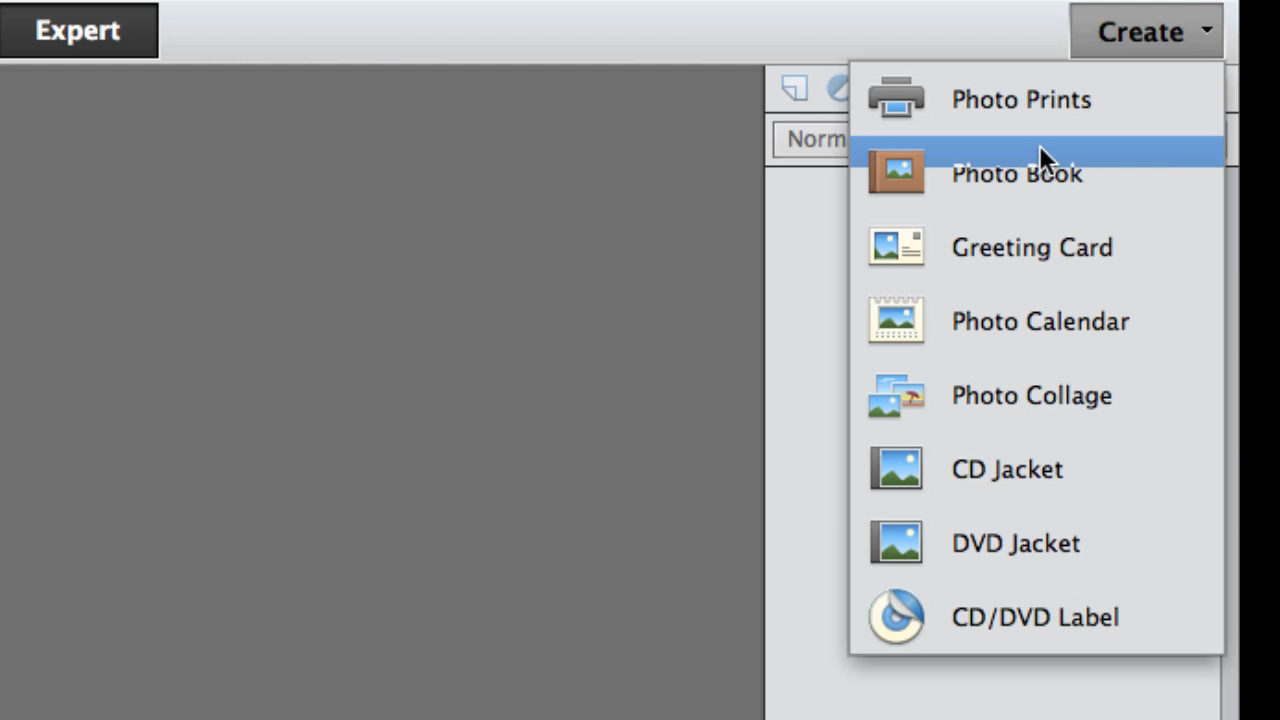 Expert
Create
Photo Prints
Norm
Photo Book
Greeting Card
Photo Calendar
Photo Collage
CD Jacket
DVD Jacket
CD/DVD Label